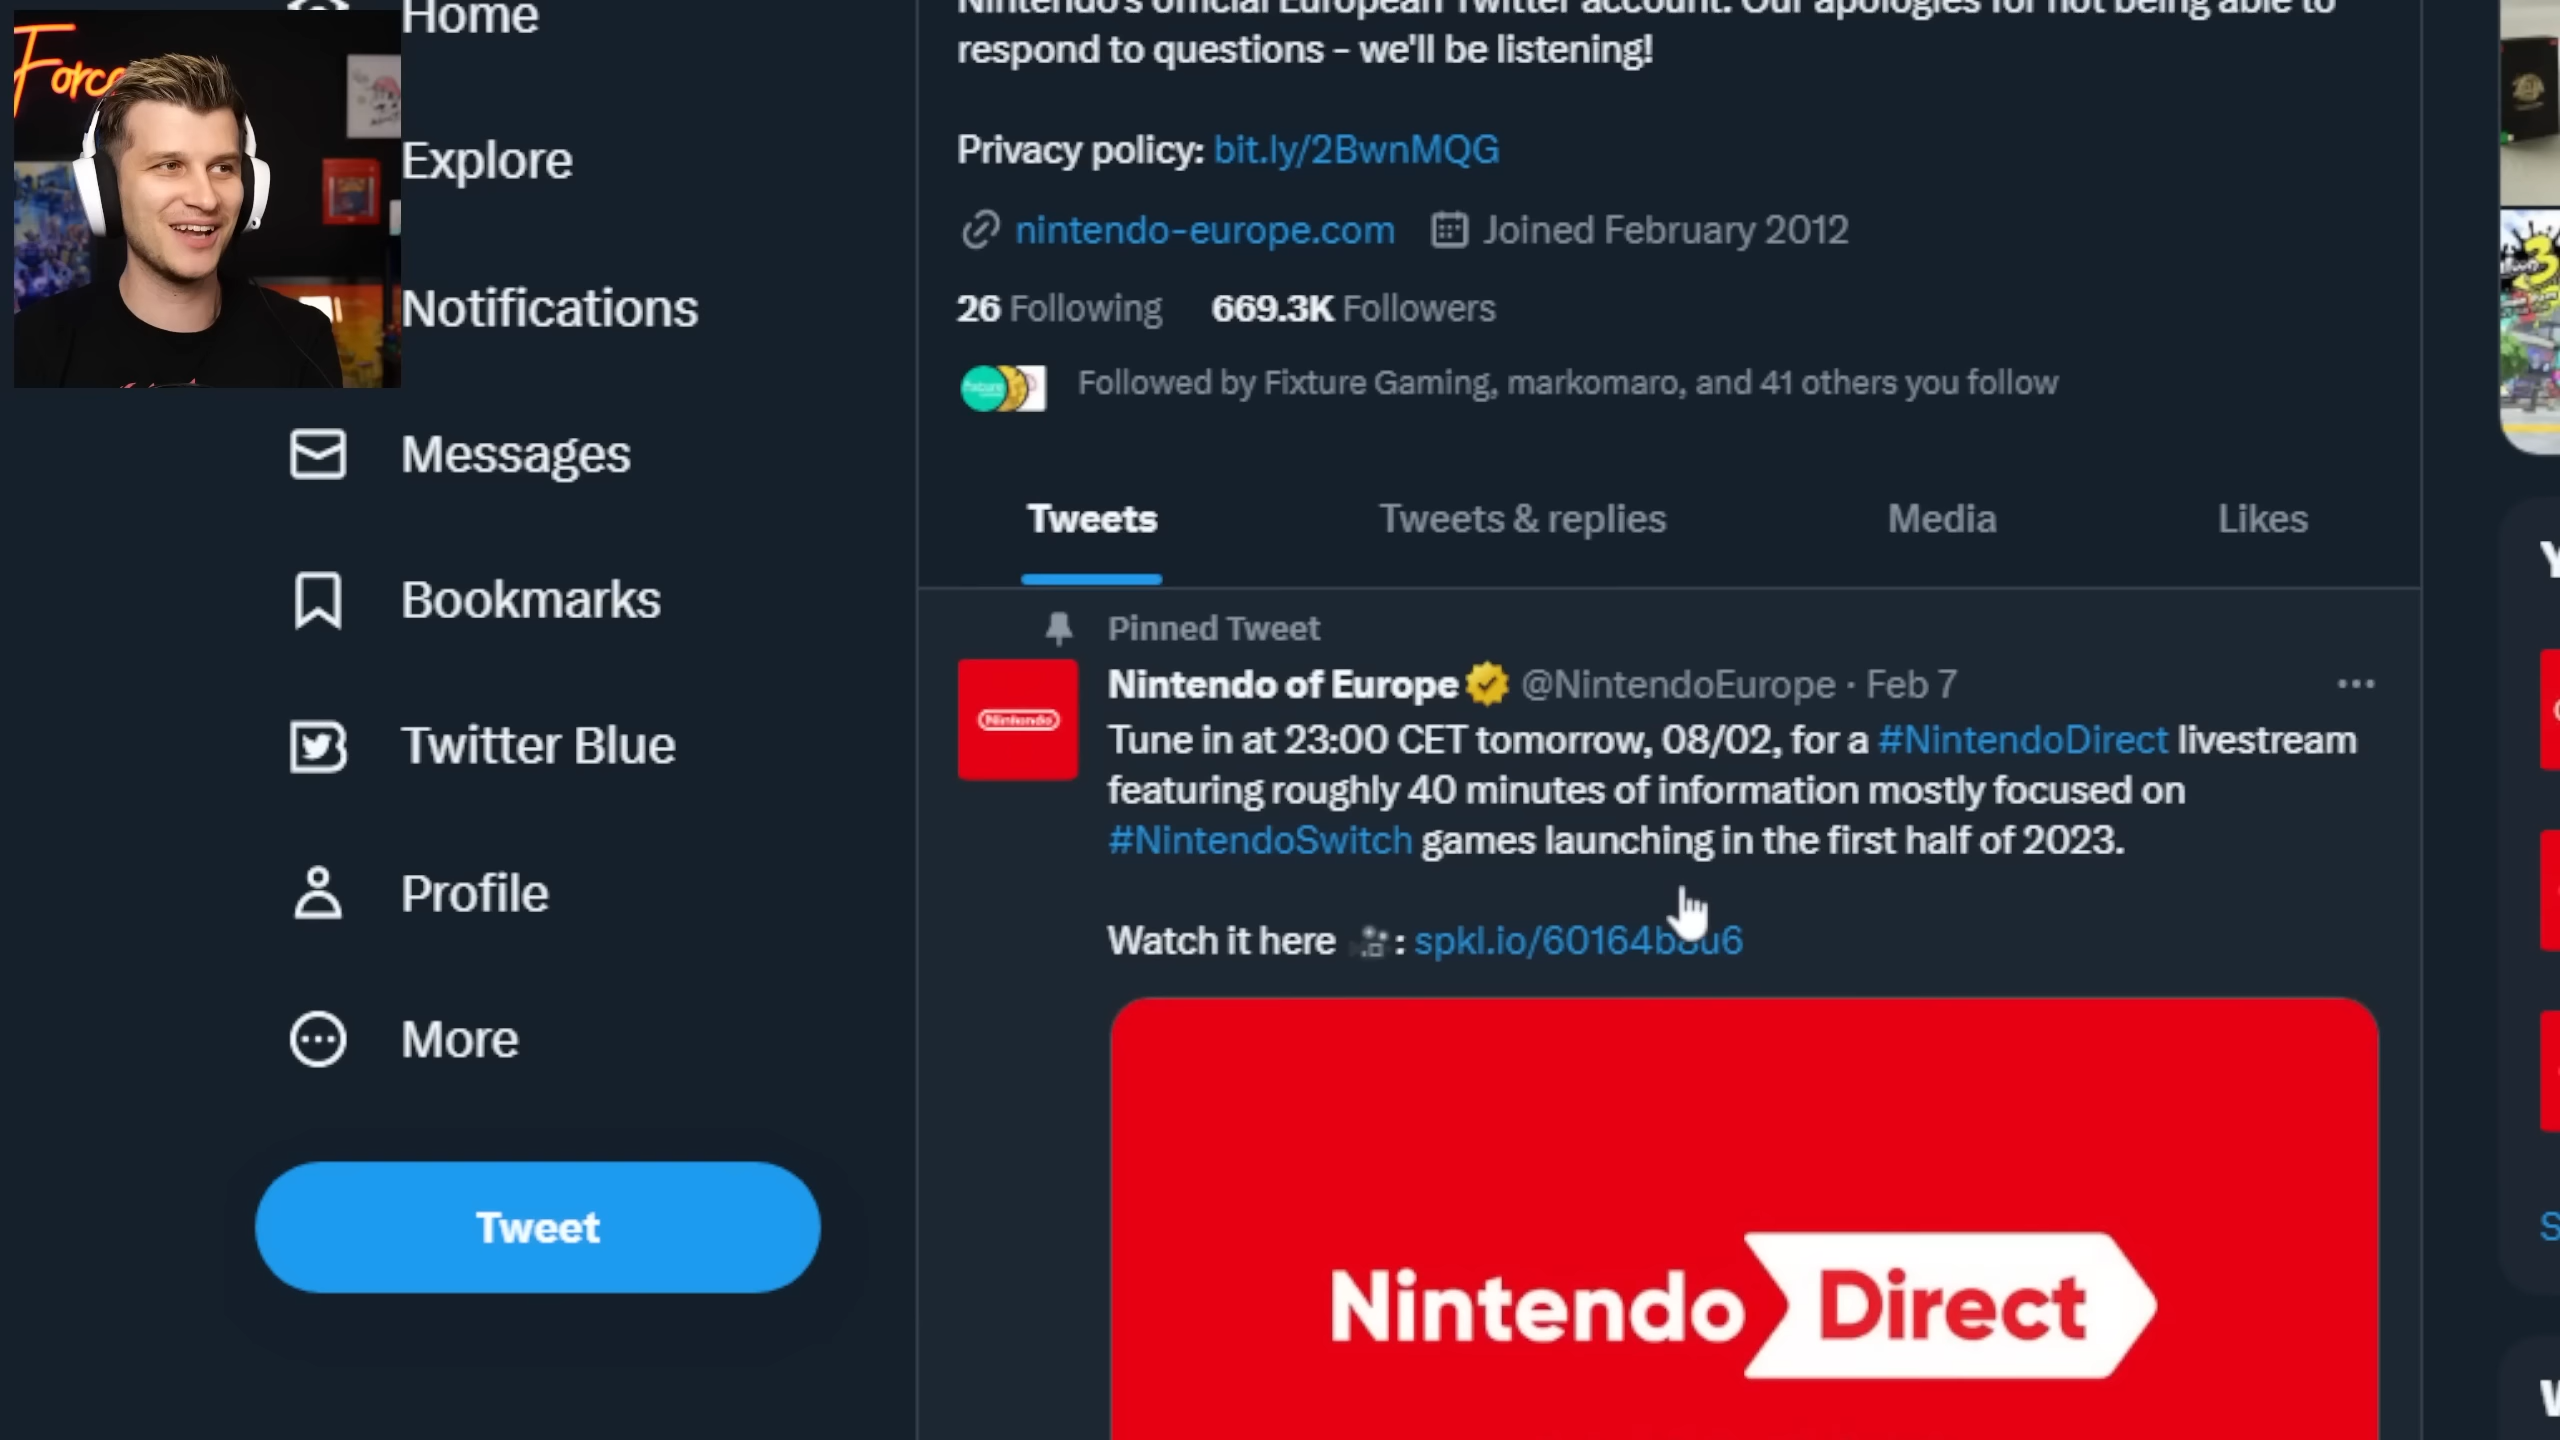 Force
Home
Explore
Notifications
Messages
Bookmarks
Twitter Blue
Profile
More
Tweet
Nintendo's official European Twitter account. Our apologies for not being able to
respond to questions – we'll be listening!
Privacy policy: bit.ly/2BwnMQG
nintendo-europe.com Joined February 2012
26 Following 669.3K Followers
Followed by Fixture Gaming, markomaro, and 41 others you follow
Tweets Tweets & replies Media Likes
Pinned Tweet
Nintendo
Nintendo of Europe @NintendoEurope · Feb 7
Tune in at 23:00 CET tomorrow, 08/02, for a #NintendoDirect livestream
featuring roughly 40 minutes of information mostly focused on
#NintendoSwitch games launching in the first half of 2023.
Watch it here : spkl.io/60164b8u6
Nintendo Direct